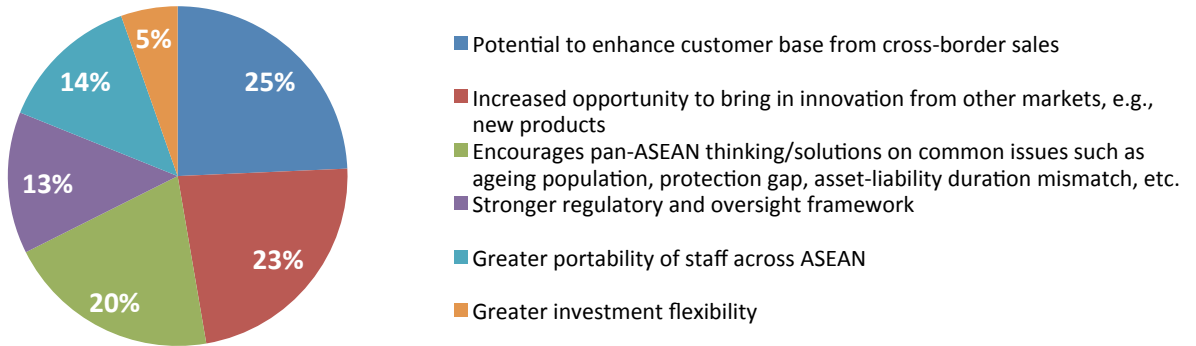 5%
14%
25%
13%
23%
20%
Potential to enhance customer base from cross-border sales
Increased opportunity to bring in innovation from other markets, e.g.,
new products
Encourages pan-ASEAN thinking/solutions on common issues such as
ageing population, protection gap, asset-liability duration mismatch, etc.
Stronger regulatory and oversight framework
Greater portability of staff across ASEAN
Greater investment flexibility